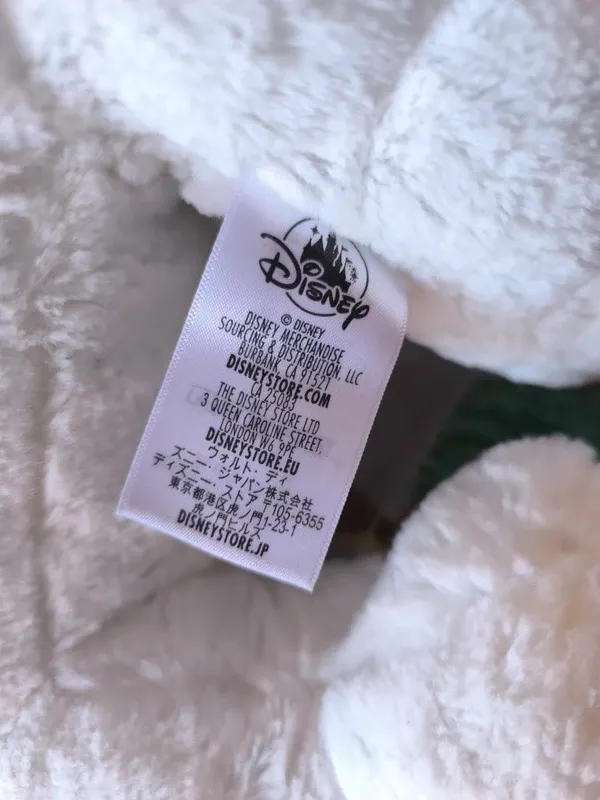 Disney
© DISNEY
DISNEY MERCHANDISE
SOURCING & DISTRIBUTION, LLC
BURBANK, CA 91521
DISNEYSTORE.COM
CA 25085
THE DISNEY STORE LTD
3 QUEEN CAROLINE STREET,
LONDON W6 9PE
DISNEYSTORE.EU
ウォルト・ディ
ズニー・ジャパン株式会社
ディズニー・ストア 〒105-6355
東京都港区虎ノ門1-23-1
虎ノ門ヒルズ
DISNEYSTORE.JP